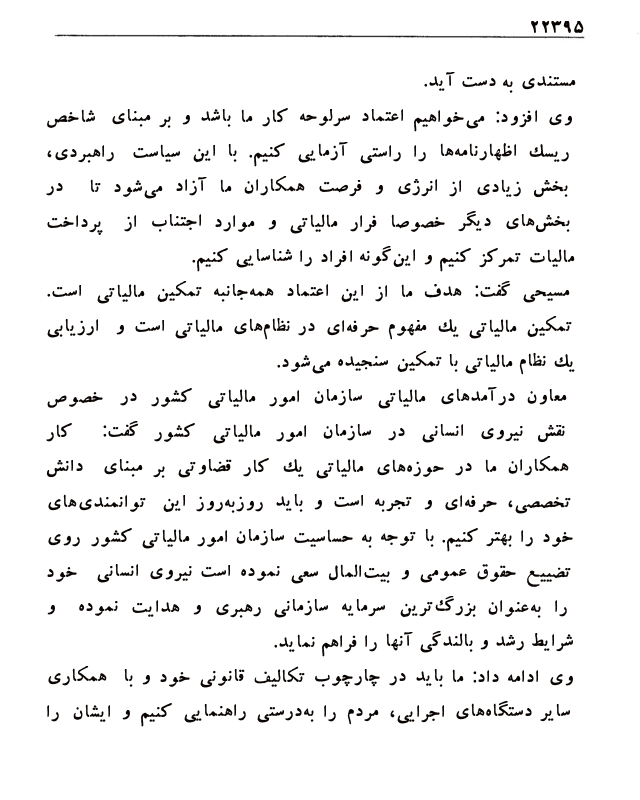 ۲۲۳۹۵
مستندی به دست آید.
وی افزود: می‌خواهیم اعتماد سرلوحه کار ما باشد و بر مبنای شاخص
ریسك اظهارنامه‌ها را راستی آزمایی کنیم. با این سیاست راهبردی،
بخش زیادی از انرژی و فرصت همکاران ما آزاد می‌شود تا در
بخش‌های دیگر خصوصا فرار مالیاتی و موارد اجتناب از پرداخت
مالیات تمرکز کنیم و این‌گونه افراد را شناسایی کنیم.
مسیحی گفت: هدف ما از این اعتماد همه‌جانبه تمکین مالیاتی است.
تمکین مالیاتی یك مفهوم حرفه‌ای در نظام‌های مالیاتی است و ارزیابی
یك نظام مالیاتی با تمکین سنجیده می‌شود.
معاون درآمدهای مالیاتی سازمان امور مالیاتی کشور در خصوص
نقش نیروی انسانی در سازمان امور مالیاتی کشور گفت: کار
همکاران ما در حوزه‌های مالیاتی یك کار قضاوتی بر مبنای دانش
تخصصی، حرفه‌ای و تجربه است و باید روزبه‌روز این توانمندی‌های
خود را بهتر کنیم. با توجه به حساسیت سازمان امور مالیاتی کشور روی
تضییع حقوق عمومی و بیت‌المال سعی نموده است نیروی انسانی خود
را به‌عنوان بزرگ‌ترین سرمایه سازمانی رهبری و هدایت نموده و
شرایط رشد و بالندگی آنها را فراهم نماید.
وی ادامه داد: ما باید در چارچوب تکالیف قانونی خود و با همکاری
سایر دستگاه‌های اجرایی، مردم را به‌درستی راهنمایی کنیم و ایشان را